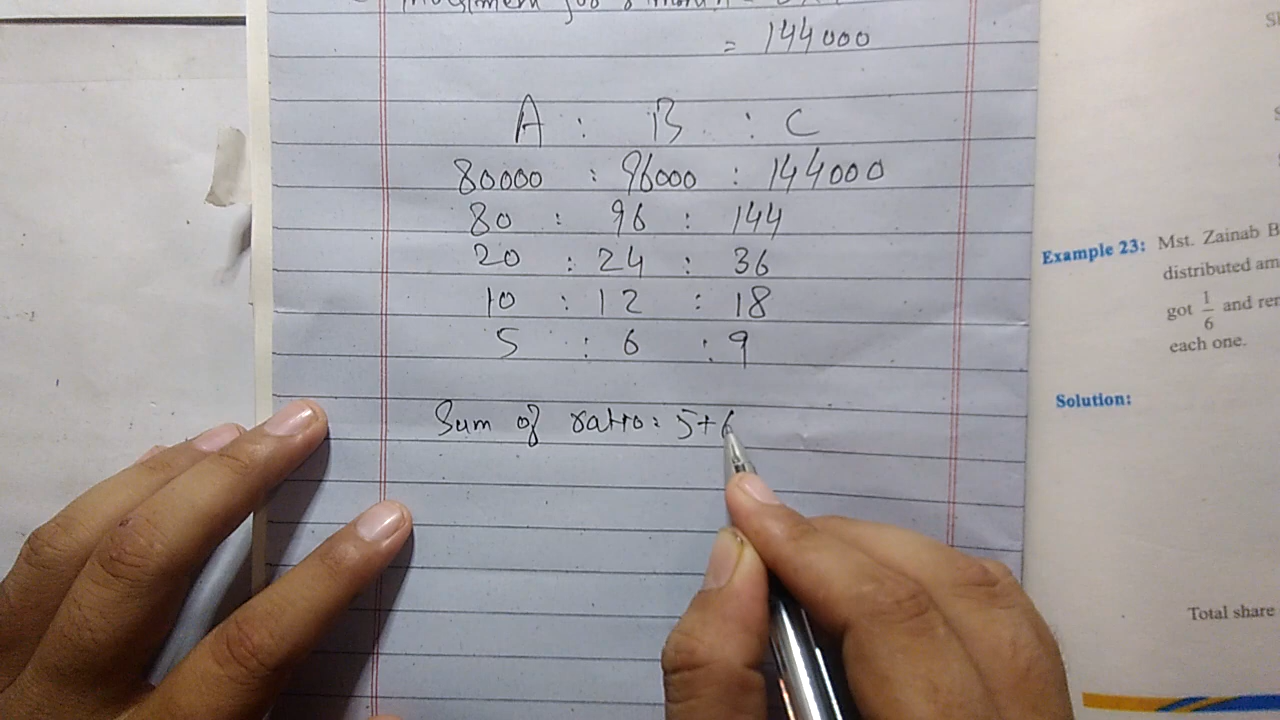 = 144000
A : B : C
80000 : 96000 : 144000
80 : 96 : 144
20 : 24 : 36
10 : 12 : 18
5 : 6 : 9
Sum of ratio: 5+6
Example 23: Mst. Zainab B
distributed am
got 1/6 and rem
each one.
Solution:
Total share